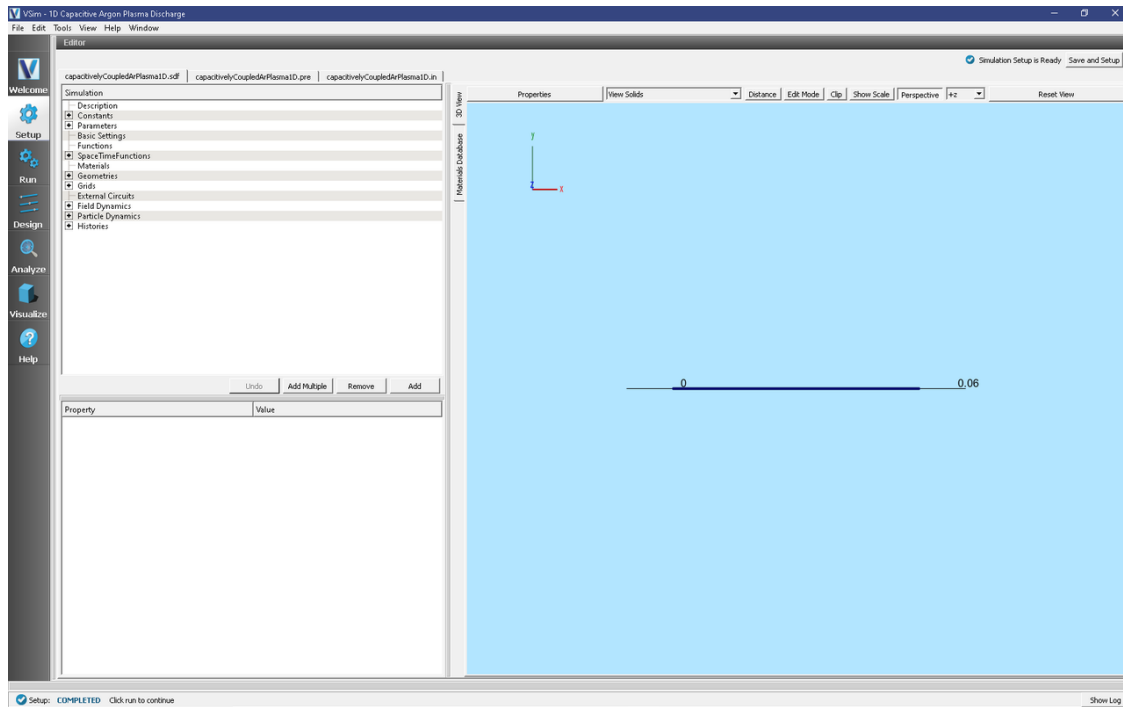 VSim - 1D Capacitive Argon Plasma Discharge
File Edit Tools View Help Window
Editor
Simulation Setup is Ready Save and Setup
capacitivelyCoupledArPlasma1D.sdf capacitivelyCoupledArPlasma1D.pre capacitivelyCoupledArPlasma1D.in
Welcome
Setup
Run
Design
Analyze
Visualize
Help
Simulation
Description
Constants
Parameters
Basic Settings
Functions
SpaceTimeFunctions
Materials
Geometries
Grids
External Circuits
Field Dynamics
Particle Dynamics
Histories
Undo Add Multiple Remove Add
Property Value
3D View
Materials Database
Properties View Solids Distance Edit Mode Clip Show Scale Perspective +z Reset View
y
z x
0 0.06
Setup: COMPLETED Click run to continue
Show Log